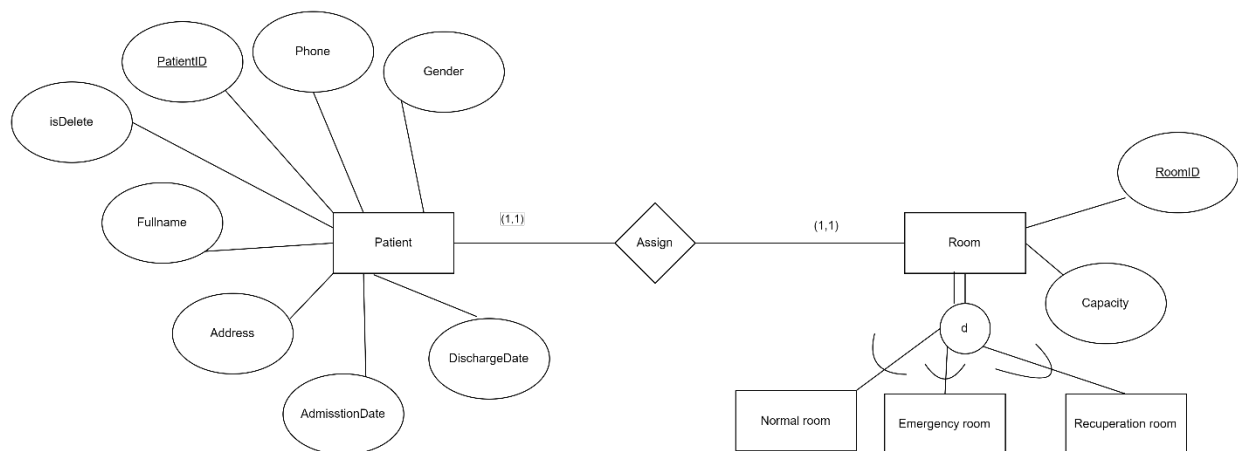 Phone
PatientID
Gender
isDelete
RoomID
Fullname
(1,1)
(1,1)
Patient
Assign
Room
Capacity
Address
d
DischargeDate
AdmisstionDate
Normal room
Emergency room
Recuperation room